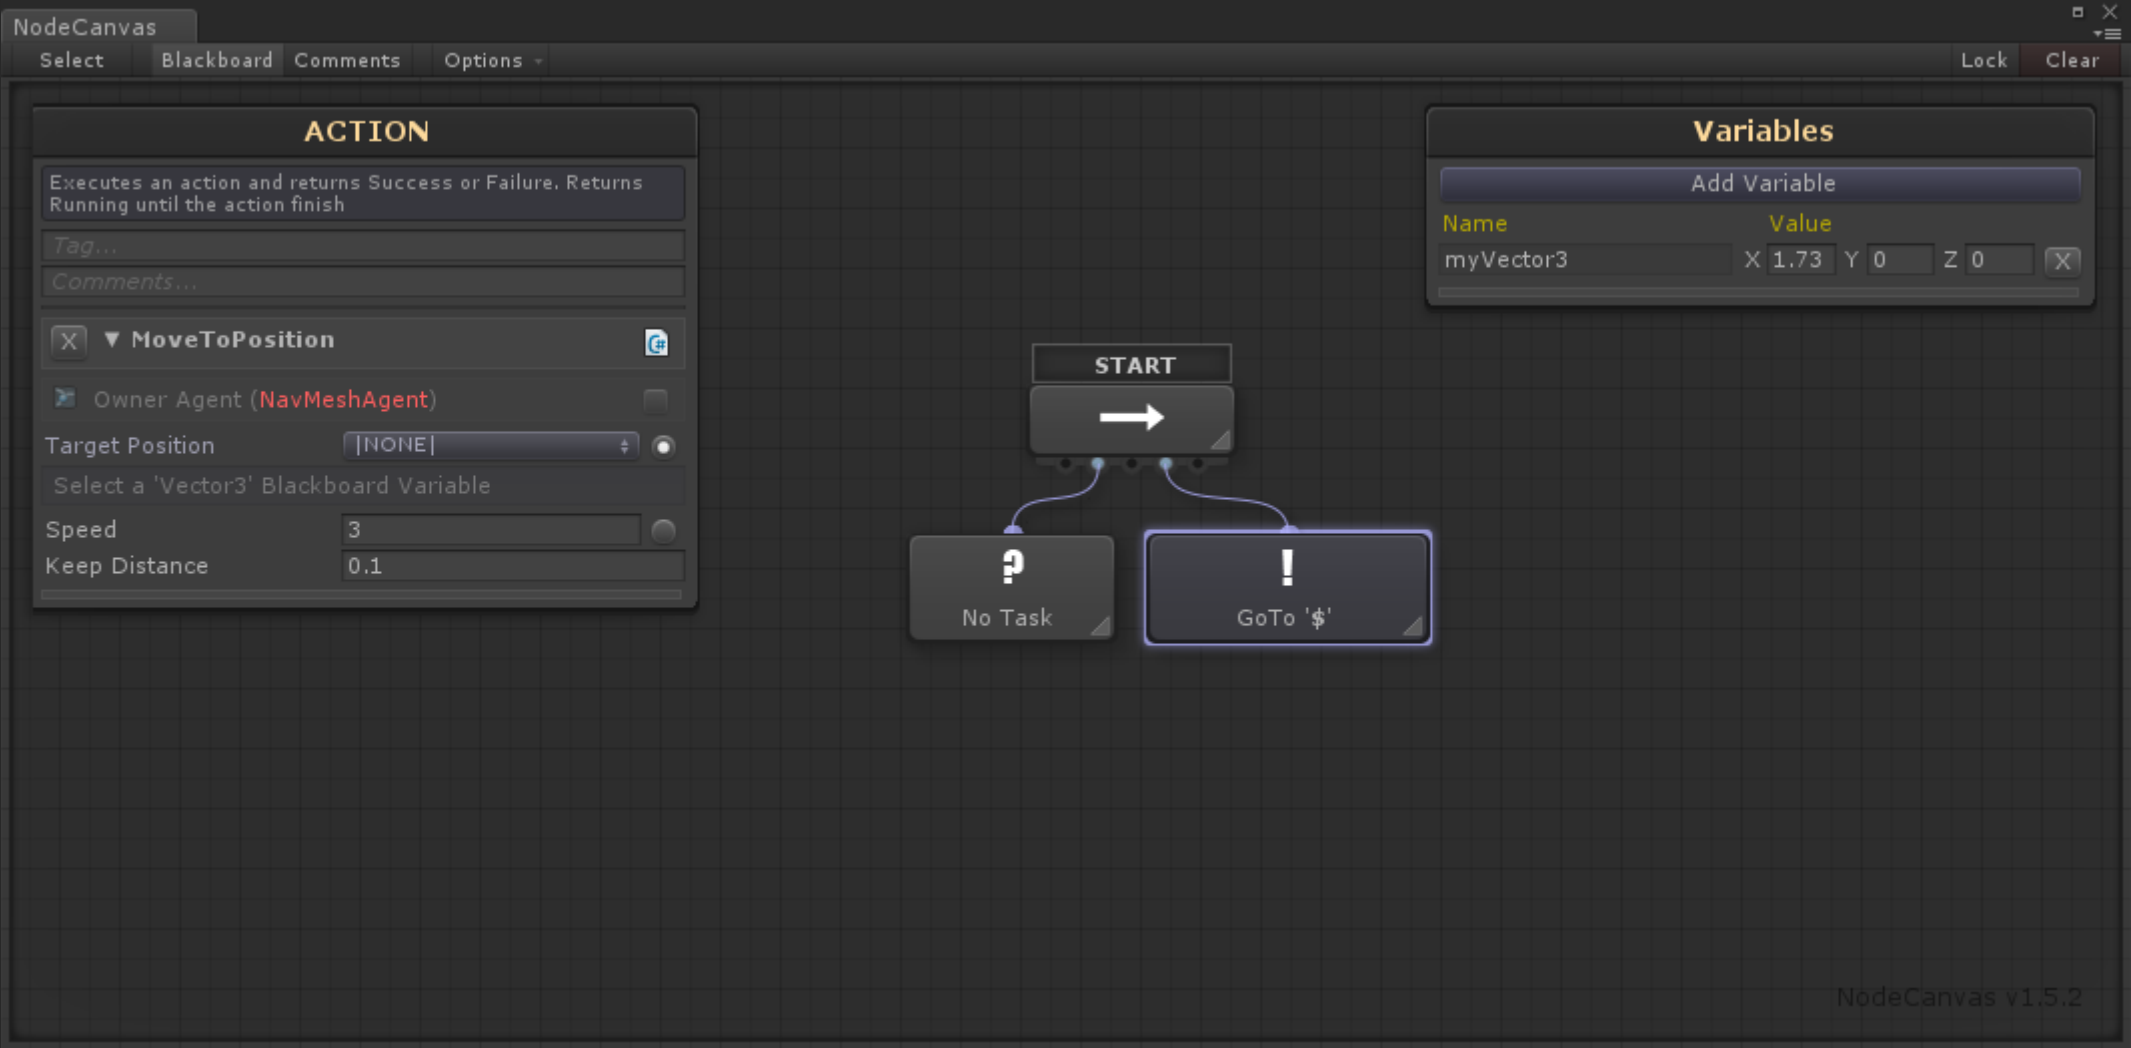 NodeCanvas
Select Blackboard Comments Options Lock Clear
ACTION
Executes an action and returns Success or Failure. Returns
Running until the action finish
Tag...
Comments...
X ▼ MoveToPosition C#
Owner Agent (NavMeshAgent)
Target Position |NONE|
Select a 'Vector3' Blackboard Variable
Speed 3
Keep Distance 0.1
START
?
No Task
!
GoTo '$'
Variables
Add Variable
Name Value
myVector3 X 1.73 Y 0 Z 0 X
NodeCanvas v1.5.2